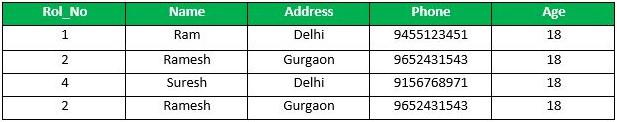 Rol_No Name Address Phone Age
1 Ram Delhi 9455123451 18
2 Ramesh Gurgaon 9652431543 18
4 Suresh Delhi 9156768971 18
2 Ramesh Gurgaon 9652431543 18